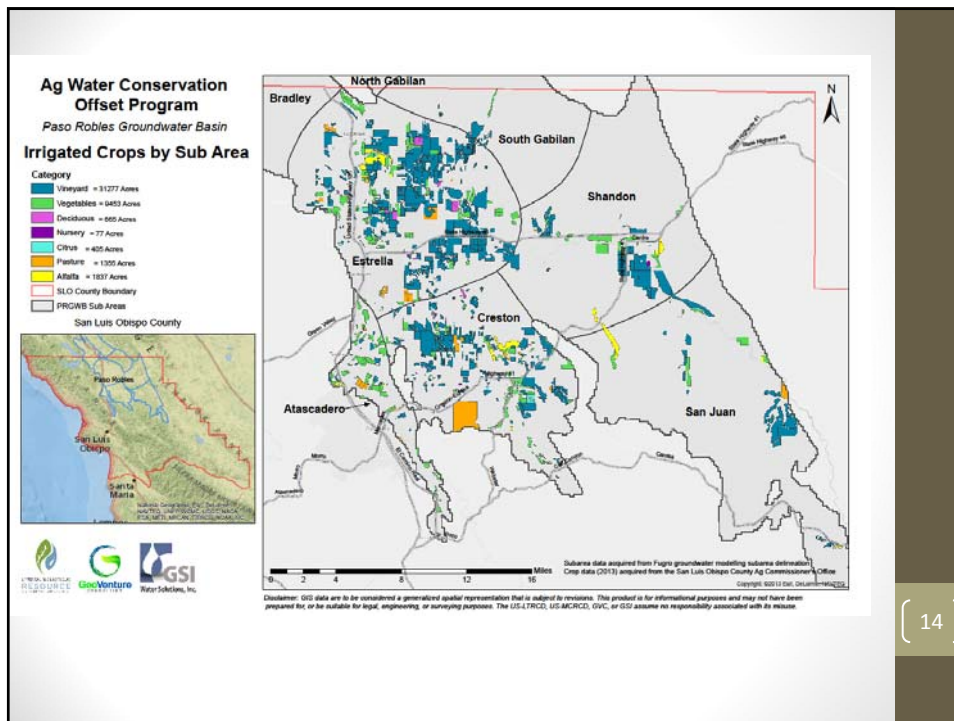 Ag Water Conservation
Offset Program
Paso Robles Groundwater Basin
Irrigated Crops by Sub Area
Category
Vineyard = 31277 Acres
Vegetables = 9453 Acres
Deciduous = 665 Acres
Nursery = 77 Acres
Citrus = 405 Acres
Pasture = 1355 Acres
Alfalfa = 1837 Acres
SLO County Boundary
PRGWB Sub Areas
San Luis Obispo County
Paso Robles
San Luis
Obispo
Santa
Maria
RESOURCE
GeoVenture
GSI
Water Solutions, Inc.
North Gabilan
Bradley
South Gabilan
Shandon
Estrella
Creston
Atascadero
San Juan
N
0 2 4 8 12 16
Miles
Subarea data acquired from Fugro groundwater modeling subarea delineation
Crop data (2013) acquired from the San Luis Obispo County Ag Commissioner's Office
Disclaimer: GIS data are to be considered a generalized spatial representation that is subject to revisions. This product is for informational purposes and may not have been
prepared for, or be suitable for legal, engineering, or surveying purposes. The US-LTRCD, US-MCRCD, GVC, or GSI assume no responsibility associated with its misuse.
14